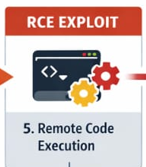 RCE EXPLOIT
5. Remote Code
Execution